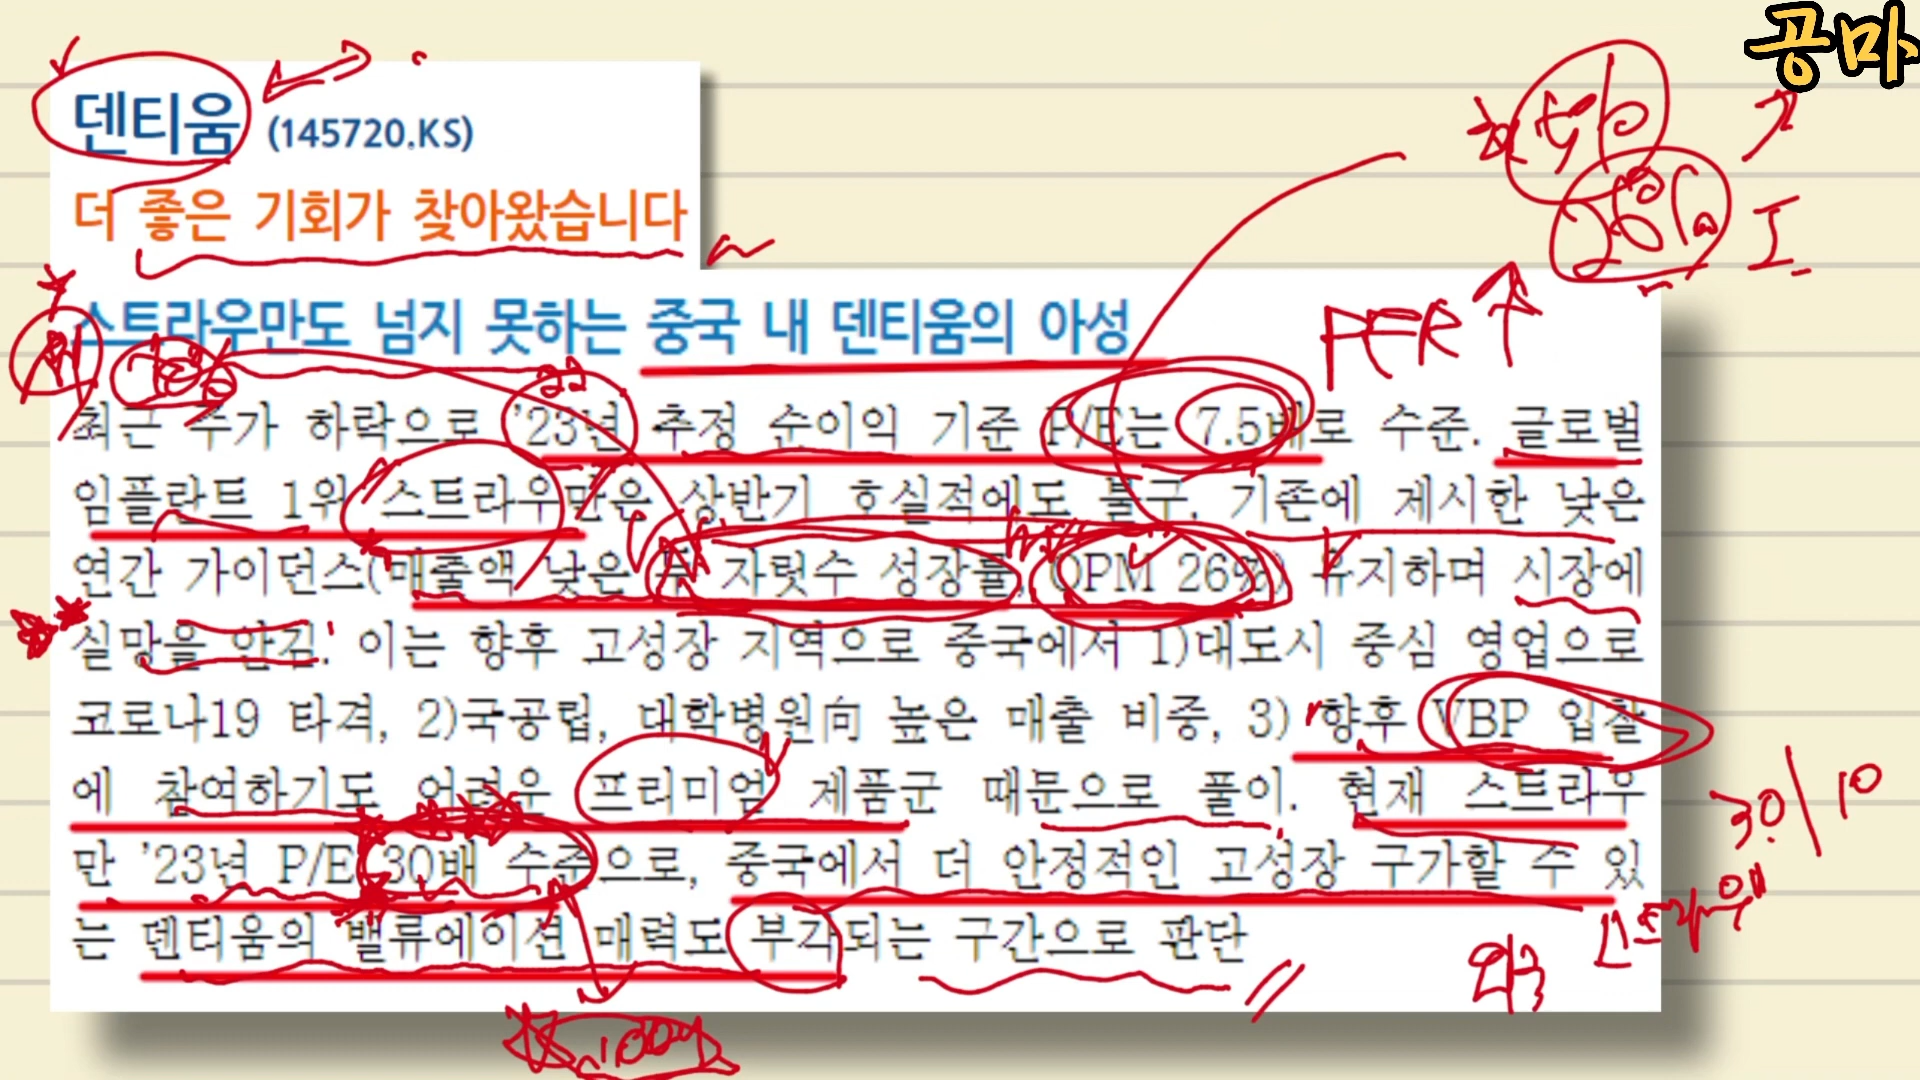 공마
덴티움 (145720.KS)
더 좋은 기회가 찾아왔습니다
스트라우만도 넘지 못하는 중국 내 덴티움의 아성
PER
22
최근 주가 하락으로 '23년 추정 순이익 기준 P/E는 7.5배로 수준. 글로벌
임플란트 1위 스트라우만은 상반기 호실적에도 불구, 기존에 제시한 낮은
연간 가이던스(매출액 낮은 두 자릿수 성장률, OPM 26%) 유지하며 시장에
실망을 안김. 이는 향후 고성장 지역으로 중국에서 1)대도시 중심 영업으로
코로나19 타격, 2)국공립, 대학병원向 높은 매출 비중, 3) 향후 VBP 입찰
에 참여하기도 어려운 프리미엄 제품군 때문으로 풀이. 현재 스트라우
30/10
만 '23년 P/E 30배 수준으로, 중국에서 더 안정적인 고성장 구가할 수 있
는 덴티움의 밸류에이션 매력도 부각되는 구간으로 판단